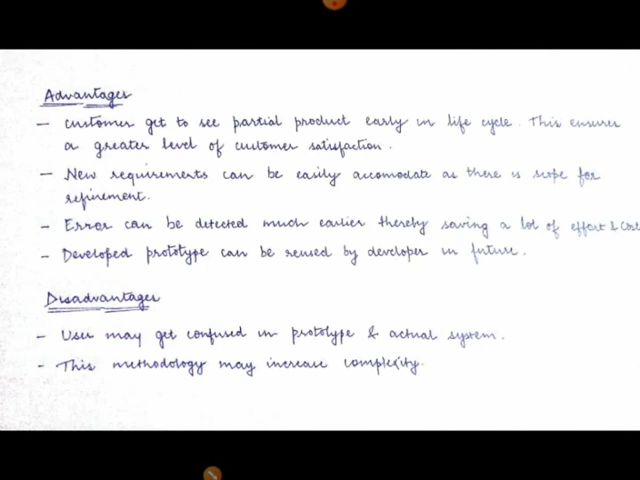 Advantages
- Customer get to see partial product early in life cycle. This ensures
a greater level of customer satisfaction.
- New requirements can be easily accomodate as there is scope for
refinement.
- Error can be detected much earlier thereby saving a lot of effort & cost
- Developed prototype can be reused by developer in future.
Disadvantages
- User may get confused in prototype & actual system.
- This methodology may increase complexity.